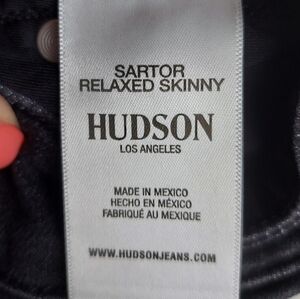 SARTOR
RELAXED SKINNY
HUDSON
LOS ANGELES
MADE IN MEXICO
HECHO EN MÉXICO
FABRIQUÉ AU MEXIQUE
WWW.HUDSONJEANS.COM